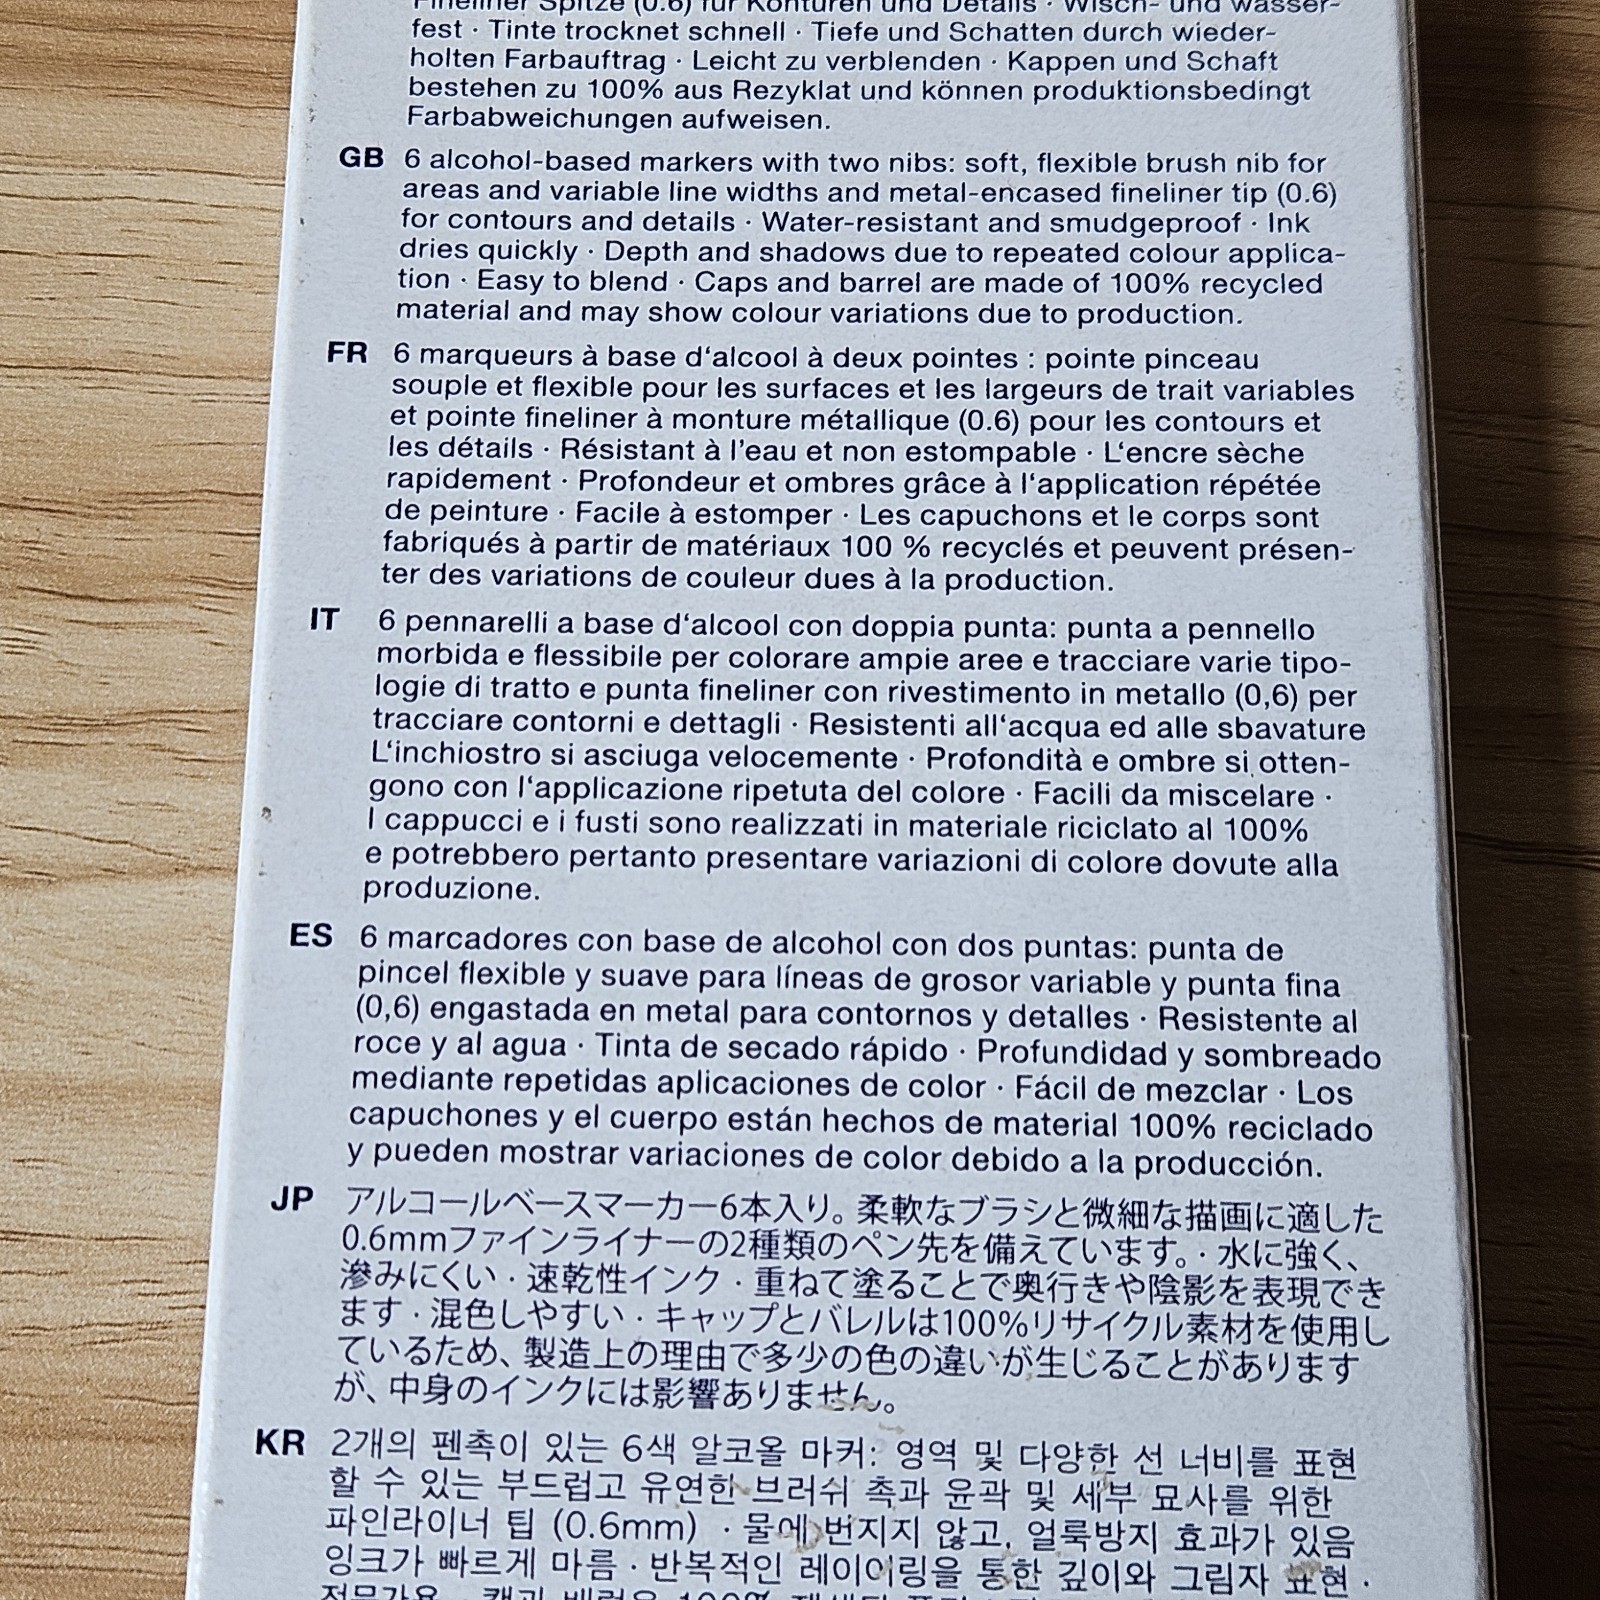 Fineliner Spitze (0.6) für Konturen und Details · Wisch- und wasser-
fest · Tinte trocknet schnell · Tiefe und Schatten durch wieder-
holten Farbauftrag · Leicht zu verblenden · Kappen und Schaft
bestehen zu 100% aus Rezyklat und können produktionsbedingt
Farbabweichungen aufweisen.
GB 6 alcohol-based markers with two nibs: soft, flexible brush nib for
areas and variable line widths and metal-encased fineliner tip (0.6)
for contours and details · Water-resistant and smudgeproof · Ink
dries quickly · Depth and shadows due to repeated colour applica-
tion · Easy to blend · Caps and barrel are made of 100% recycled
material and may show colour variations due to production.
FR 6 marqueurs à base d‘alcool à deux pointes : pointe pinceau
souple et flexible pour les surfaces et les largeurs de trait variables
et pointe fineliner à monture métallique (0.6) pour les contours et
les détails · Résistant à l’eau et non estompable · L‘encre sèche
rapidement · Profondeur et ombres grâce à l‘application répétée
de peinture · Facile à estomper · Les capuchons et le corps sont
fabriqués à partir de matériaux 100 % recyclés et peuvent présen-
ter des variations de couleur dues à la production.
IT 6 pennarelli a base d‘alcool con doppia punta: punta a pennello
morbida e flessibile per colorare ampie aree e tracciare varie tipo-
logie di tratto e punta fineliner con rivestimento in metallo (0,6) per
tracciare contorni e dettagli · Resistenti all‘acqua ed alle sbavature
L‘inchiostro si asciuga velocemente · Profondità e ombre si otten-
gono con l‘applicazione ripetuta del colore · Facili da miscelare ·
I cappucci e i fusti sono realizzati in materiale riciclato al 100%
e potrebbero pertanto presentare variazioni di colore dovute alla
produzione.
ES 6 marcadores con base de alcohol con dos puntas: punta de
pincel flexible y suave para líneas de grosor variable y punta fina
(0,6) engastada en metal para contornos y detalles · Resistente al
roce y al agua · Tinta de secado rápido · Profundidad y sombreado
mediante repetidas aplicaciones de color · Fácil de mezclar · Los
capuchones y el cuerpo están hechos de material 100% reciclado
y pueden mostrar variaciones de color debido a la producción.
JP アルコールベースマーカー6本入り。柔軟なブラシと微細な描画に適した
0.6mmファインライナーの2種類のペン先を備えています。· 水に強く、
滲みにくい · 速乾性インク · 重ねて塗ることで奥行きや陰影を表現でき
ます · 混色しやすい · キャップとバレルは100%リサイクル素材を使用し
ているため、製造上の理由で多少の色の違いが生じることがあります
が、中身のインクには影響ありません。
KR 2개의 펜촉이 있는 6색 알코올 마커: 영역 및 다양한 선 너비를 표현
할 수 있는 부드럽고 유연한 브러쉬 촉과 윤곽 및 세부 묘사를 위한
파인라이너 팁 (0.6mm) · 물에 번지지 않고, 얼룩방지 효과가 있음
잉크가 빠르게 마름 · 반복적인 레이어링을 통한 깊이와 그림자 표현 ·